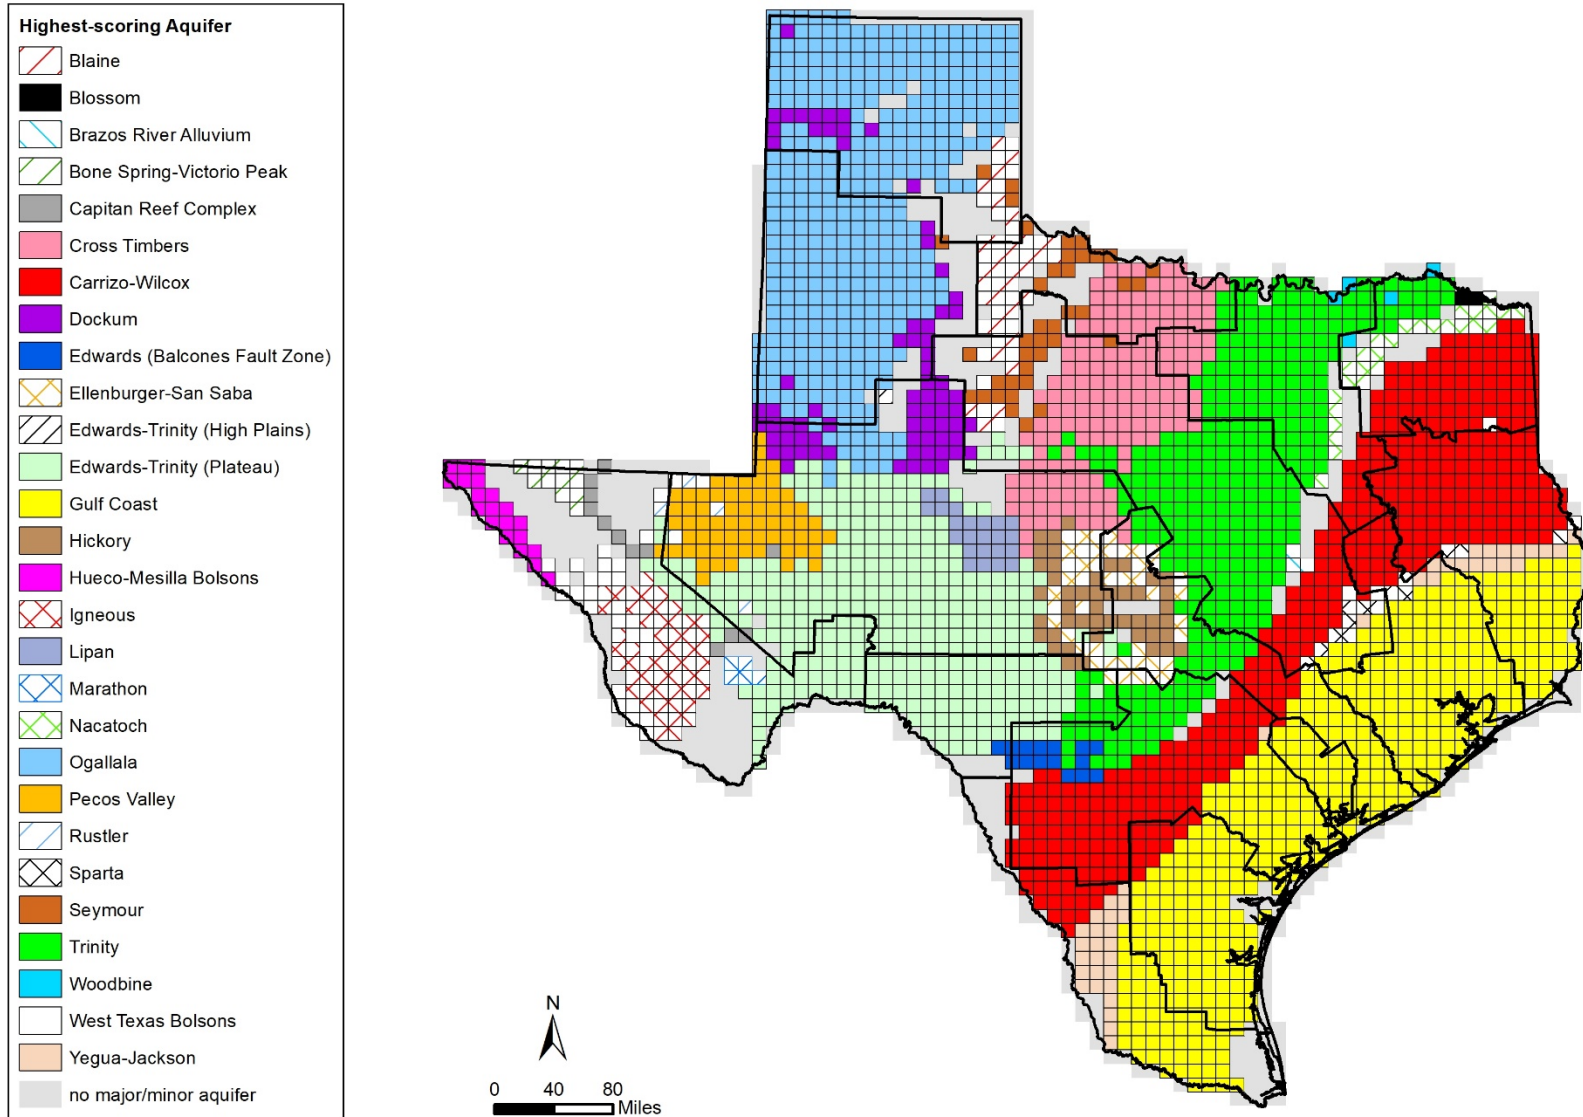 Highest-scoring Aquifer
Blaine
Blossom
Brazos River Alluvium
Bone Spring-Victorio Peak
Capitan Reef Complex
Cross Timbers
Carrizo-Wilcox
Dockum
Edwards (Balcones Fault Zone)
Ellenburger-San Saba
Edwards-Trinity (High Plains)
Edwards-Trinity (Plateau)
Gulf Coast
Hickory
Hueco-Mesilla Bolsons
Igneous
Lipan
Marathon
Nacatoch
Ogallala
Pecos Valley
Rustler
Sparta
Seymour
Trinity
Woodbine
West Texas Bolsons
Yegua-Jackson
no major/minor aquifer
N
0 40 80
Miles